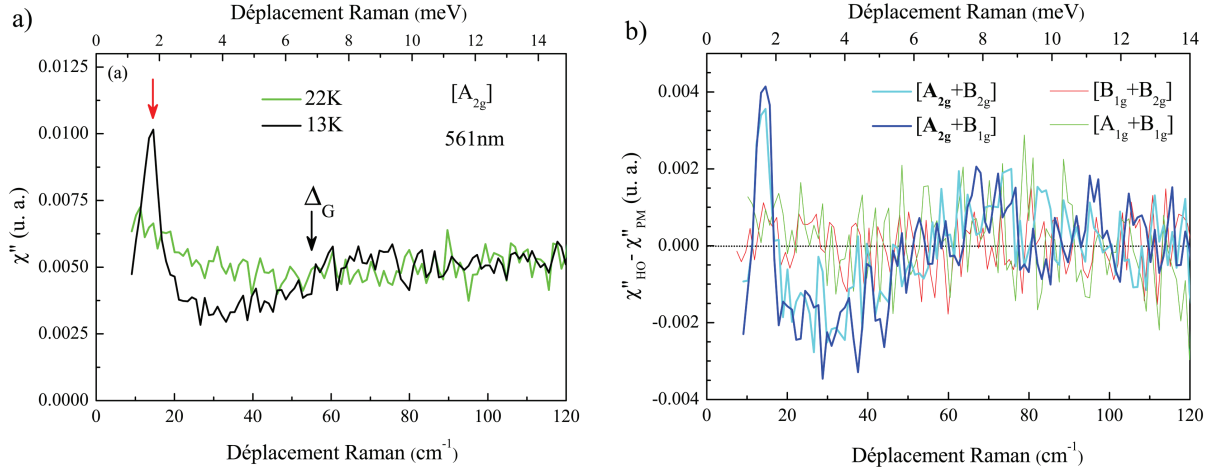 a)
Déplacement Raman (meV)
0 2 4 6 8 10 12 14
(a)
[A2g]
22K
13K
561nm
ΔG
χ'' (u. a.)
0.0125
0.0100
0.0075
0.0050
0.0025
0.0000
0 20 40 60 80 100 120
Déplacement Raman (cm-1)
b)
Déplacement Raman (meV)
0 2 4 6 8 10 12 14
[A2g+B2g] [B1g+B2g]
[A2g+B1g] [A1g+B1g]
χ''HO- χ''PM (u. a.)
0.004
0.002
0.000
-0.002
-0.004
0 20 40 60 80 100 120
Déplacement Raman (cm-1)